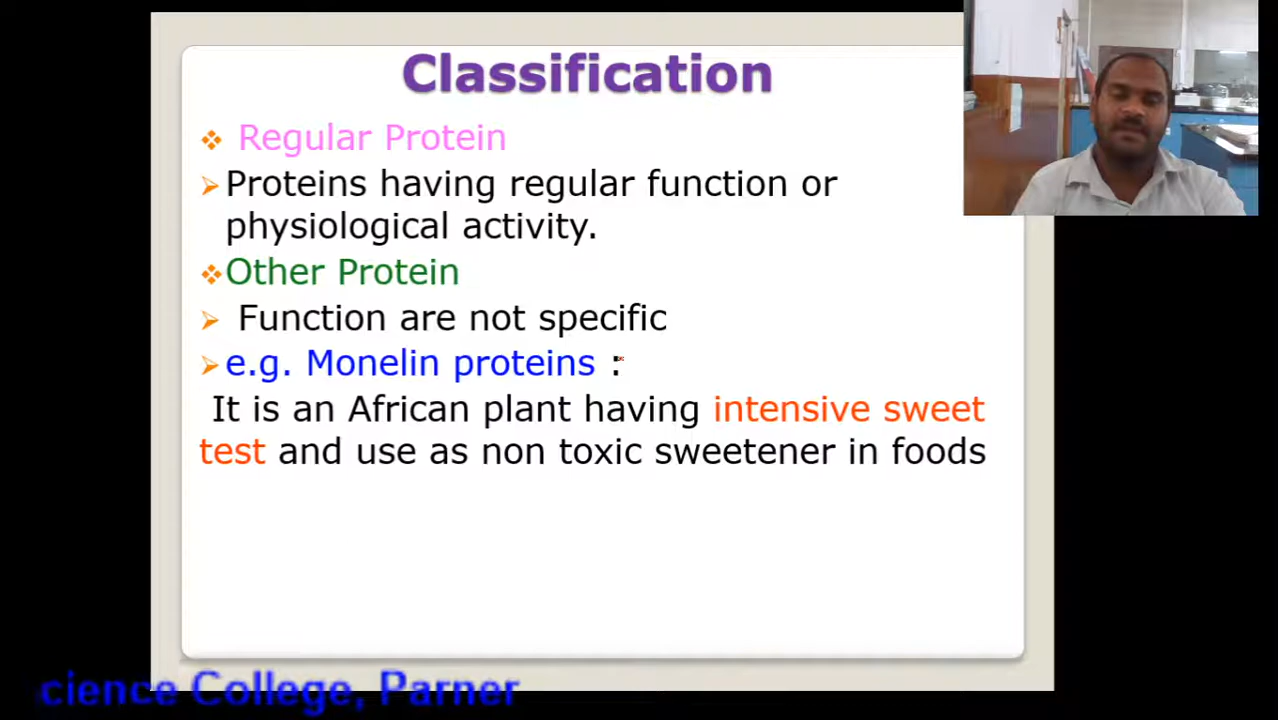 Classification
Regular Protein
Proteins having regular function or
physiological activity.
Other Protein
Function are not specific
e.g. Monelin proteins :
It is an African plant having intensive sweet
test and use as non toxic sweetener in foods
cience College, Parner